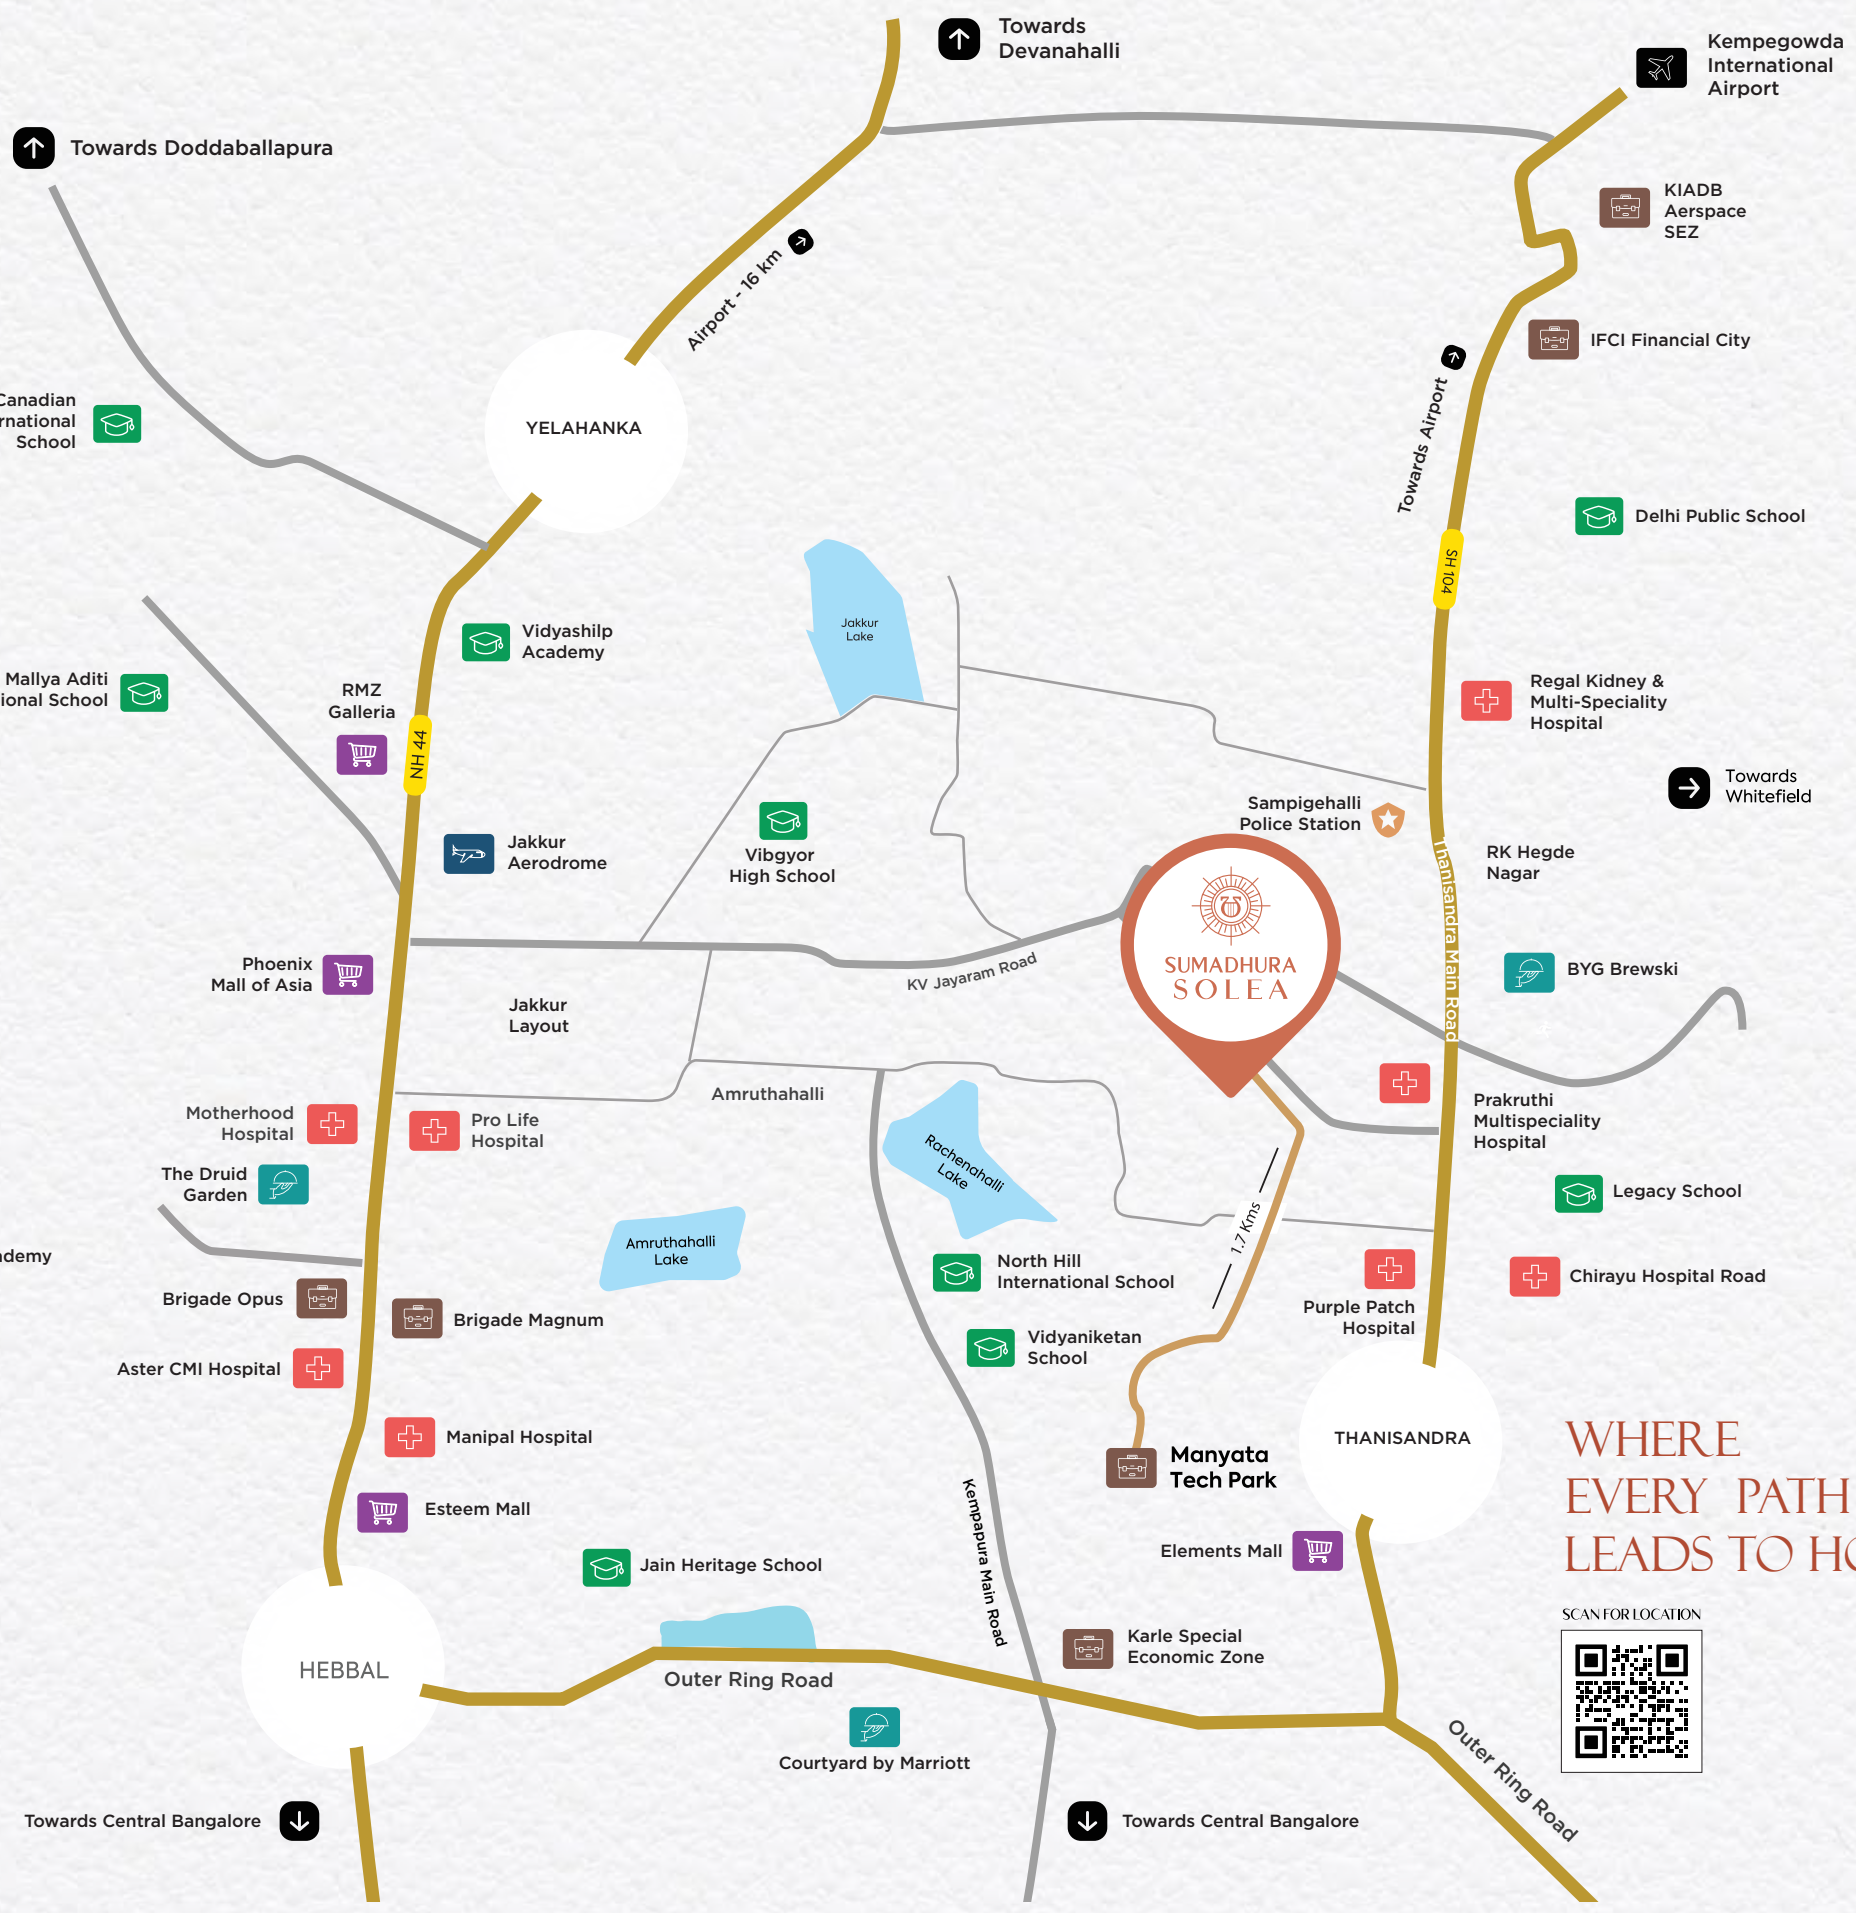 Towards
Devanahalli
Kempegowda
International
Airport
Towards Doddaballapura
KIADB
Aerspace
SEZ
Airport - 16 km
IFCI Financial City
Towards Airport
Canadian
rnational
School
YELAHANKA
Delhi Public School
SH 104
Jakkur
Lake
Vidyashilp
Academy
Mallya Aditi
ional School
RMZ
Galleria
NH 44
Regal Kidney &
Multi-Speciality
Hospital
Towards
Whitefield
Sampigehalli
Police Station
Jakkur
Aerodrome
Vibgyor
High School
RK Hegde
Nagar
Thanisandra Main Road
SUMADHURA
SOLEA
Phoenix
Mall of Asia
KV Jayaram Road
BYG Brewski
Jakkur
Layout
Amruthahalli
Motherhood
Hospital
Pro Life
Hospital
Prakruthi
Multispeciality
Hospital
Rachenahalli
Lake
The Druid
Garden
Legacy School
1.7 Kms
Amruthahalli
Lake
ademy
North Hill
International School
Chirayu Hospital Road
Brigade Opus
Brigade Magnum
Purple Patch
Hospital
Vidyaniketan
School
Aster CMI Hospital
Manipal Hospital
Manyata
Tech Park
THANISANDRA
WHERE
EVERY PATH
LEADS TO HO
Esteem Mall
Kempapura Main Road
Elements Mall
Jain Heritage School
SCAN FOR LOCATION
Karle Special
Economic Zone
HEBBAL
Outer Ring Road
Courtyard by Marriott
Outer Ring Road
Towards Central Bangalore
Towards Central Bangalore